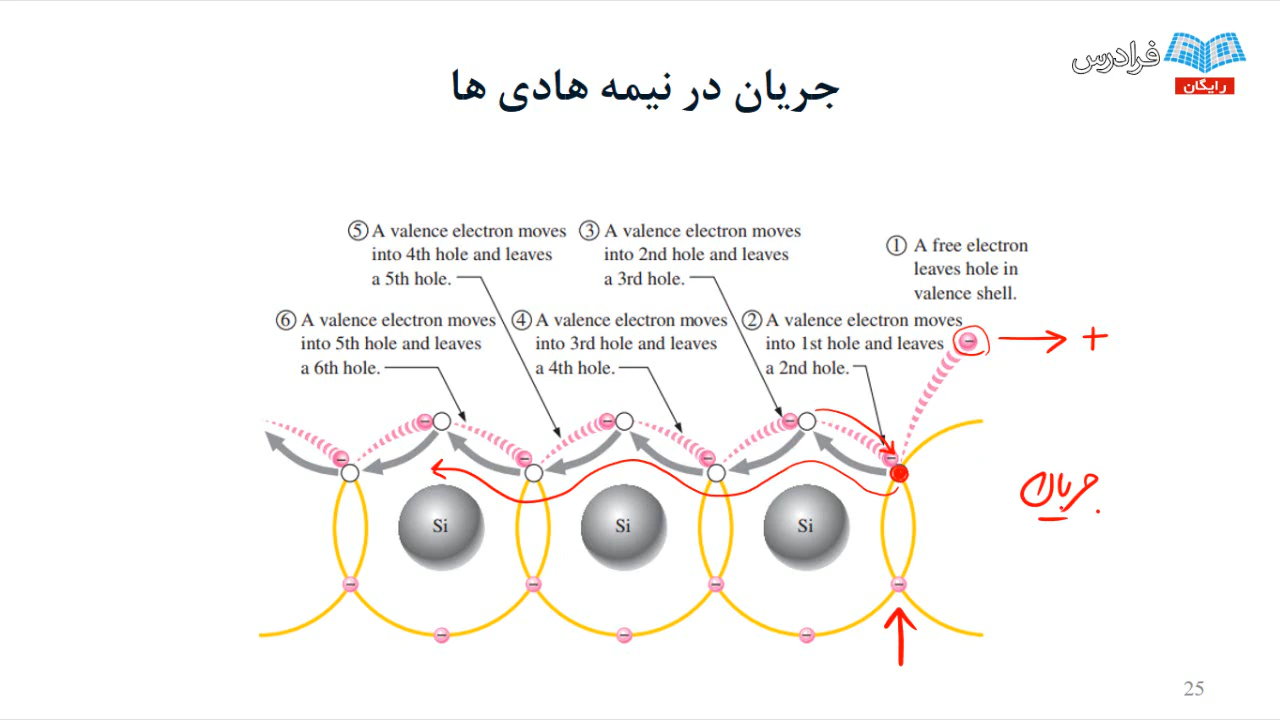 فرادرس
رایگان
جریان در نیمه هادی ها
⑤ A valence electron moves
into 4th hole and leaves
a 5th hole.
③ A valence electron moves
into 2nd hole and leaves
a 3rd hole.
① A free electron
leaves hole in
valence shell.
⑥ A valence electron moves
into 5th hole and leaves
a 6th hole.
④ A valence electron moves
into 3rd hole and leaves
a 4th hole.
② A valence electron moves
into 1st hole and leaves
a 2nd hole.
+
Si
Si
Si
جریان
25